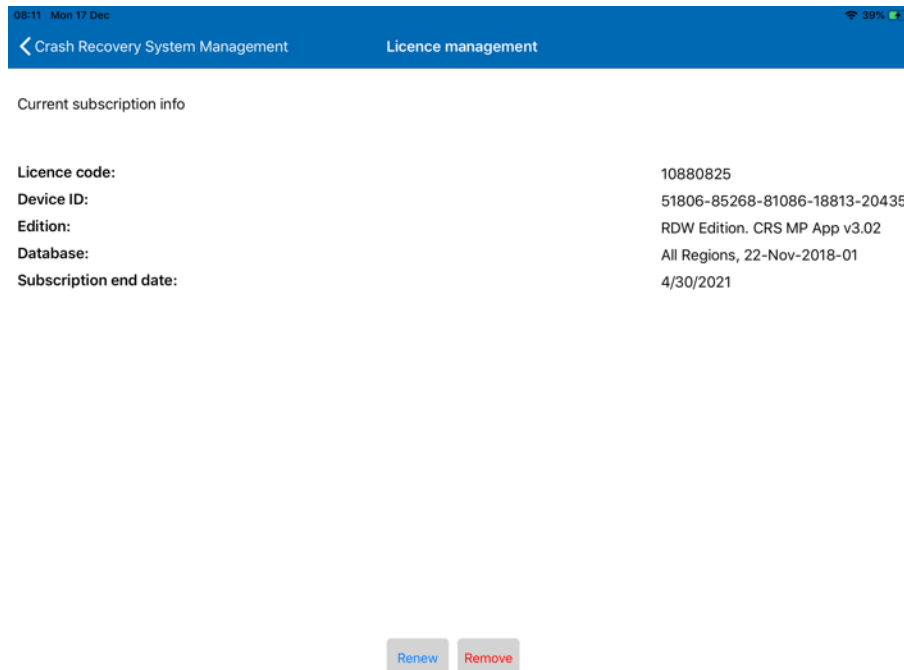 08:11 Mon 17 Dec 39%
Crash Recovery System Management Licence management
Current subscription info
Licence code: 10880825
Device ID: 51806-85268-81086-18813-20435
Edition: RDW Edition. CRS MP App v3.02
Database: All Regions, 22-Nov-2018-01
Subscription end date: 4/30/2021
Renew Remove